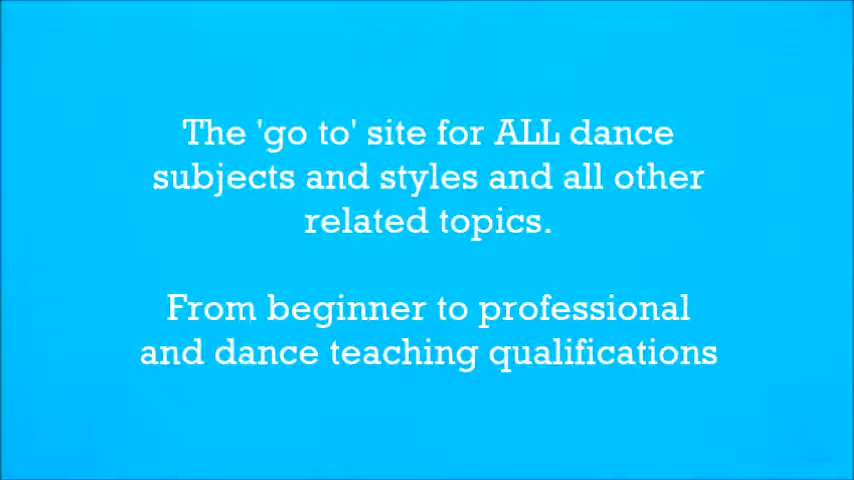 The 'go to' site for ALL dance
subjects and styles and all other
related topics.
From beginner to professional
and dance teaching qualifications